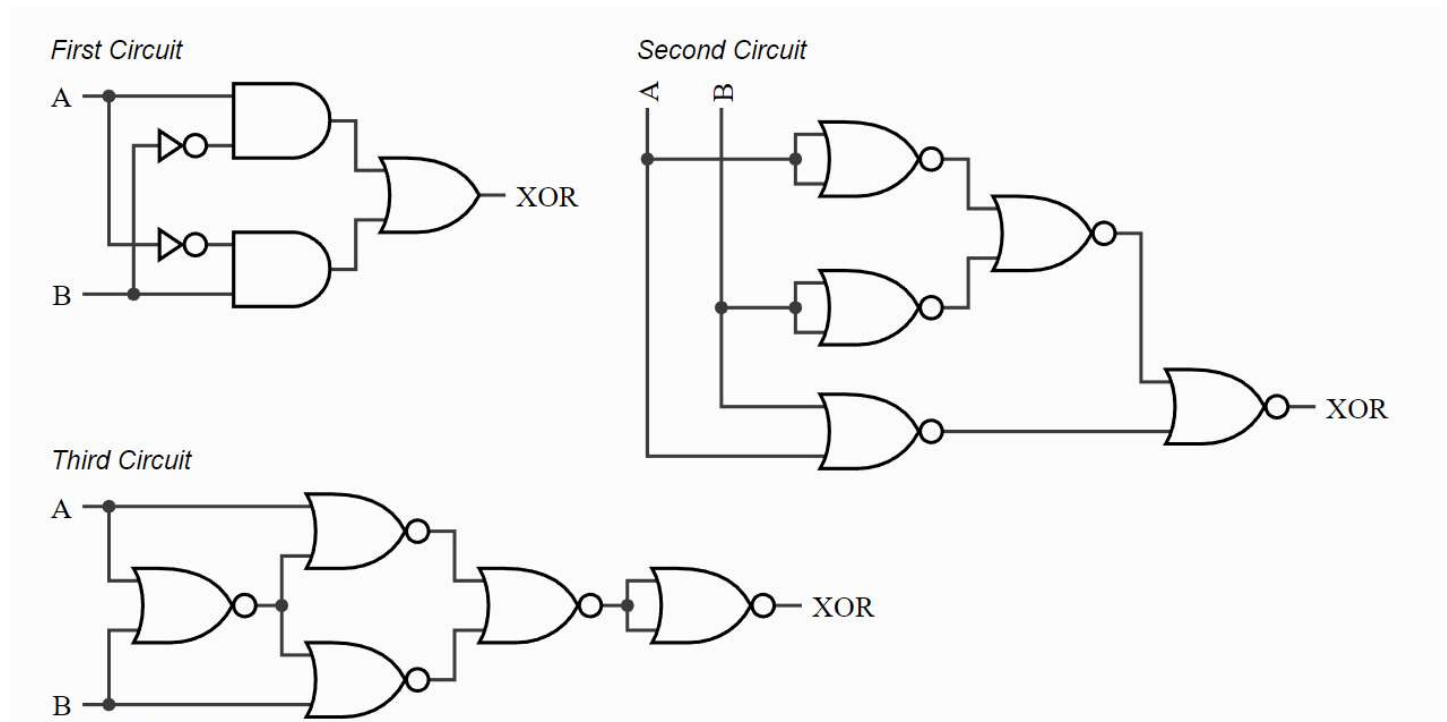 First Circuit
A
B
XOR
Second Circuit
A
B
XOR
Third Circuit
A
B
XOR